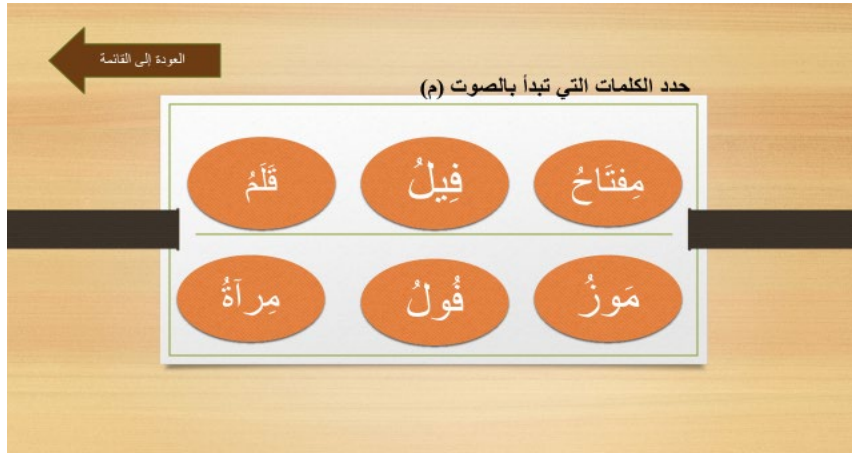 العودة إلى القائمة
حدد الكلمات التي تبدأ بالصوت (م)
مِفتَاحُ
فِيلُ
قَلَمُ
مَوزُ
فُولُ
مِرآةُ